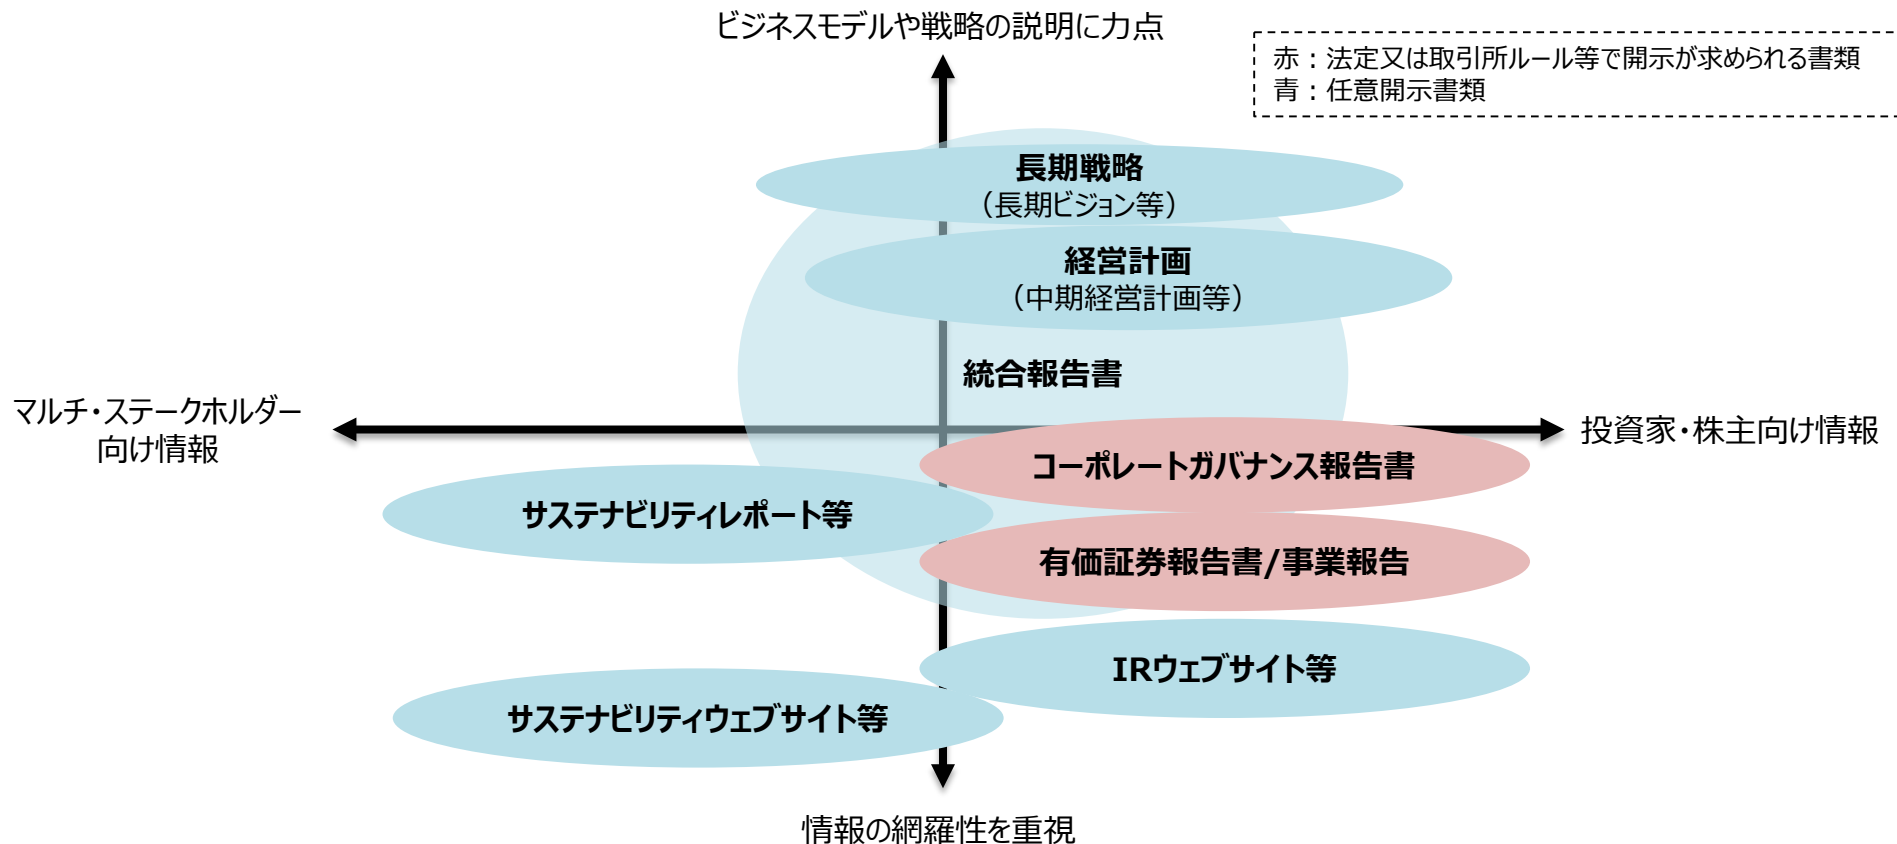 ビジネスモデルや戦略の説明に力点
赤：法定又は取引所ルール等で開示が求められる書類
青：任意開示書類
長期戦略
（長期ビジョン等）
経営計画
（中期経営計画等）
統合報告書
マルチ・ステークホルダー
向け情報
投資家・株主向け情報
コーポレートガバナンス報告書
サステナビリティレポート等
有価証券報告書/事業報告
IRウェブサイト等
サステナビリティウェブサイト等
情報の網羅性を重視